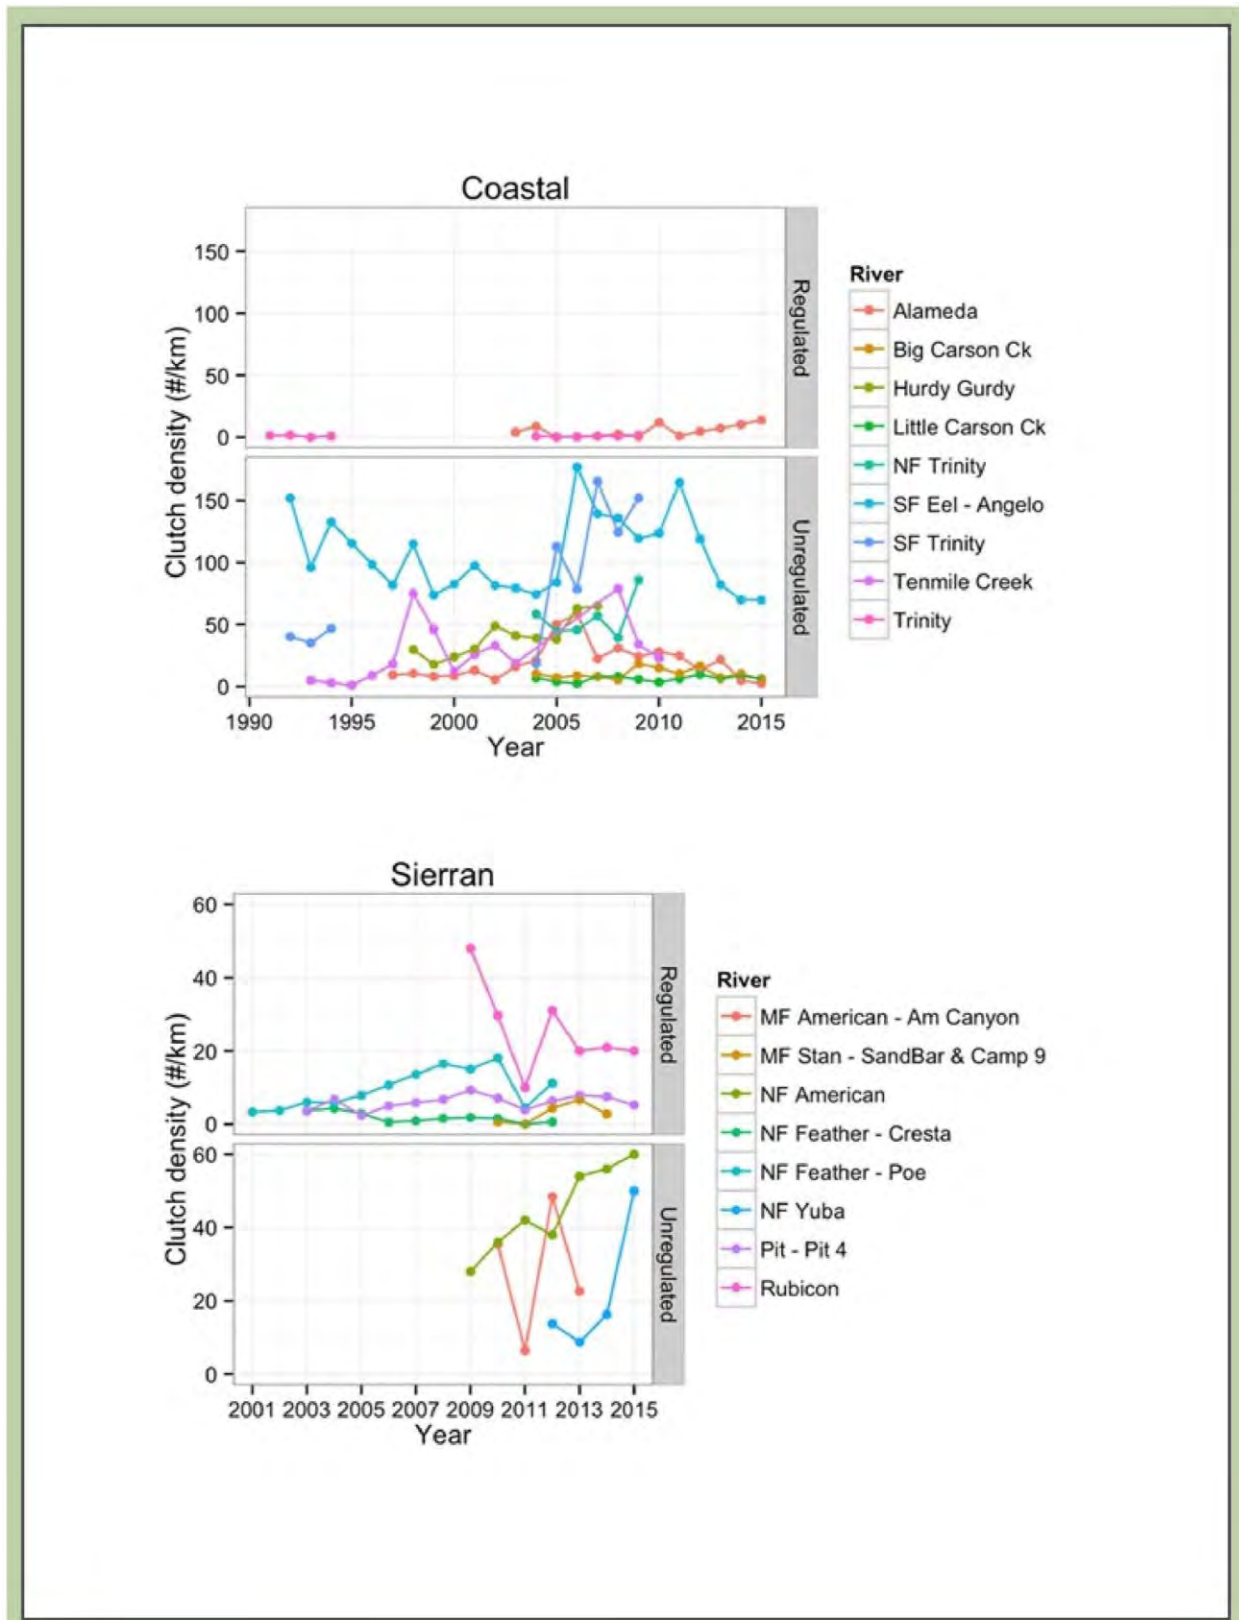 Coastal
150
100
50
0
Regulated
150
100
50
0
Unregulated
Clutch density (#/km)
1990 1995 2000 2005 2010 2015
Year
River
Alameda
Big Carson Ck
Hurdy Gurdy
Little Carson Ck
NF Trinity
SF Eel - Angelo
SF Trinity
Tenmile Creek
Trinity
Sierran
60
40
20
0
Regulated
60
40
20
0
Unregulated
Clutch density (#/km)
2001 2003 2005 2007 2009 2011 2013 2015
Year
River
MF American - Am Canyon
MF Stan - SandBar & Camp 9
NF American
NF Feather - Cresta
NF Feather - Poe
NF Yuba
Pit - Pit 4
Rubicon